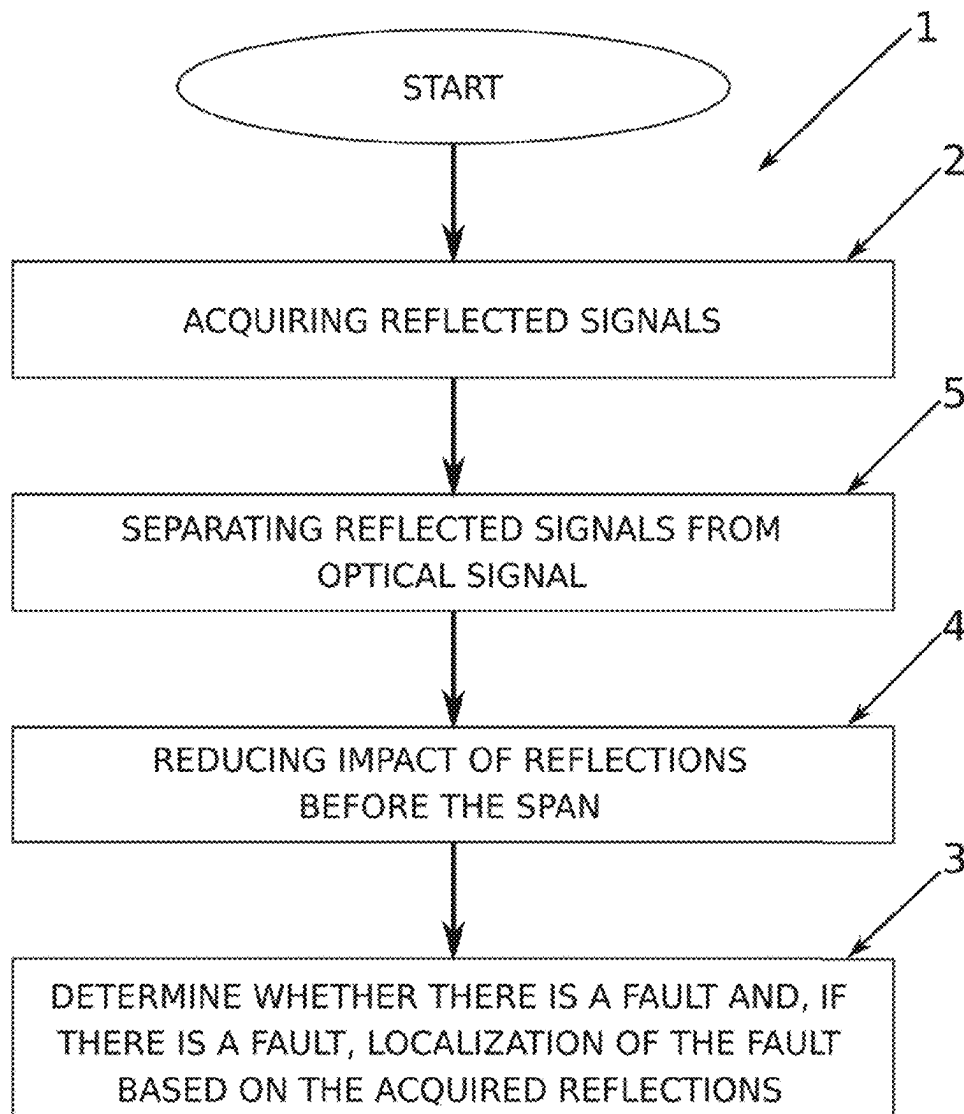 1
START
2
ACQUIRING REFLECTED SIGNALS
5
SEPARATING REFLECTED SIGNALS FROM
OPTICAL SIGNAL
4
REDUCING IMPACT OF REFLECTIONS
BEFORE THE SPAN
3
DETERMINE WHETHER THERE IS A FAULT AND, IF
THERE IS A FAULT, LOCALIZATION OF THE FAULT
BASED ON THE ACQUIRED REFLECTIONS